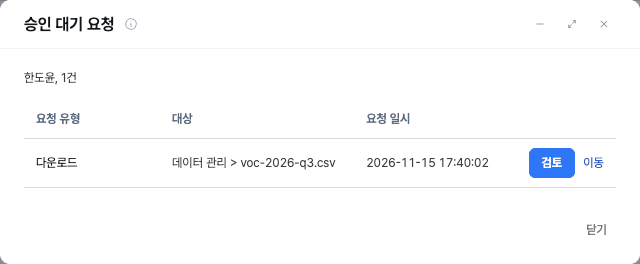 승인 대기 요청
한도윤, 1건
요청 유형 대상 요청 일시
다운로드 데이터 관리 > voc-2026-q3.csv 2026-11-15 17:40:02 검토 이동
닫기